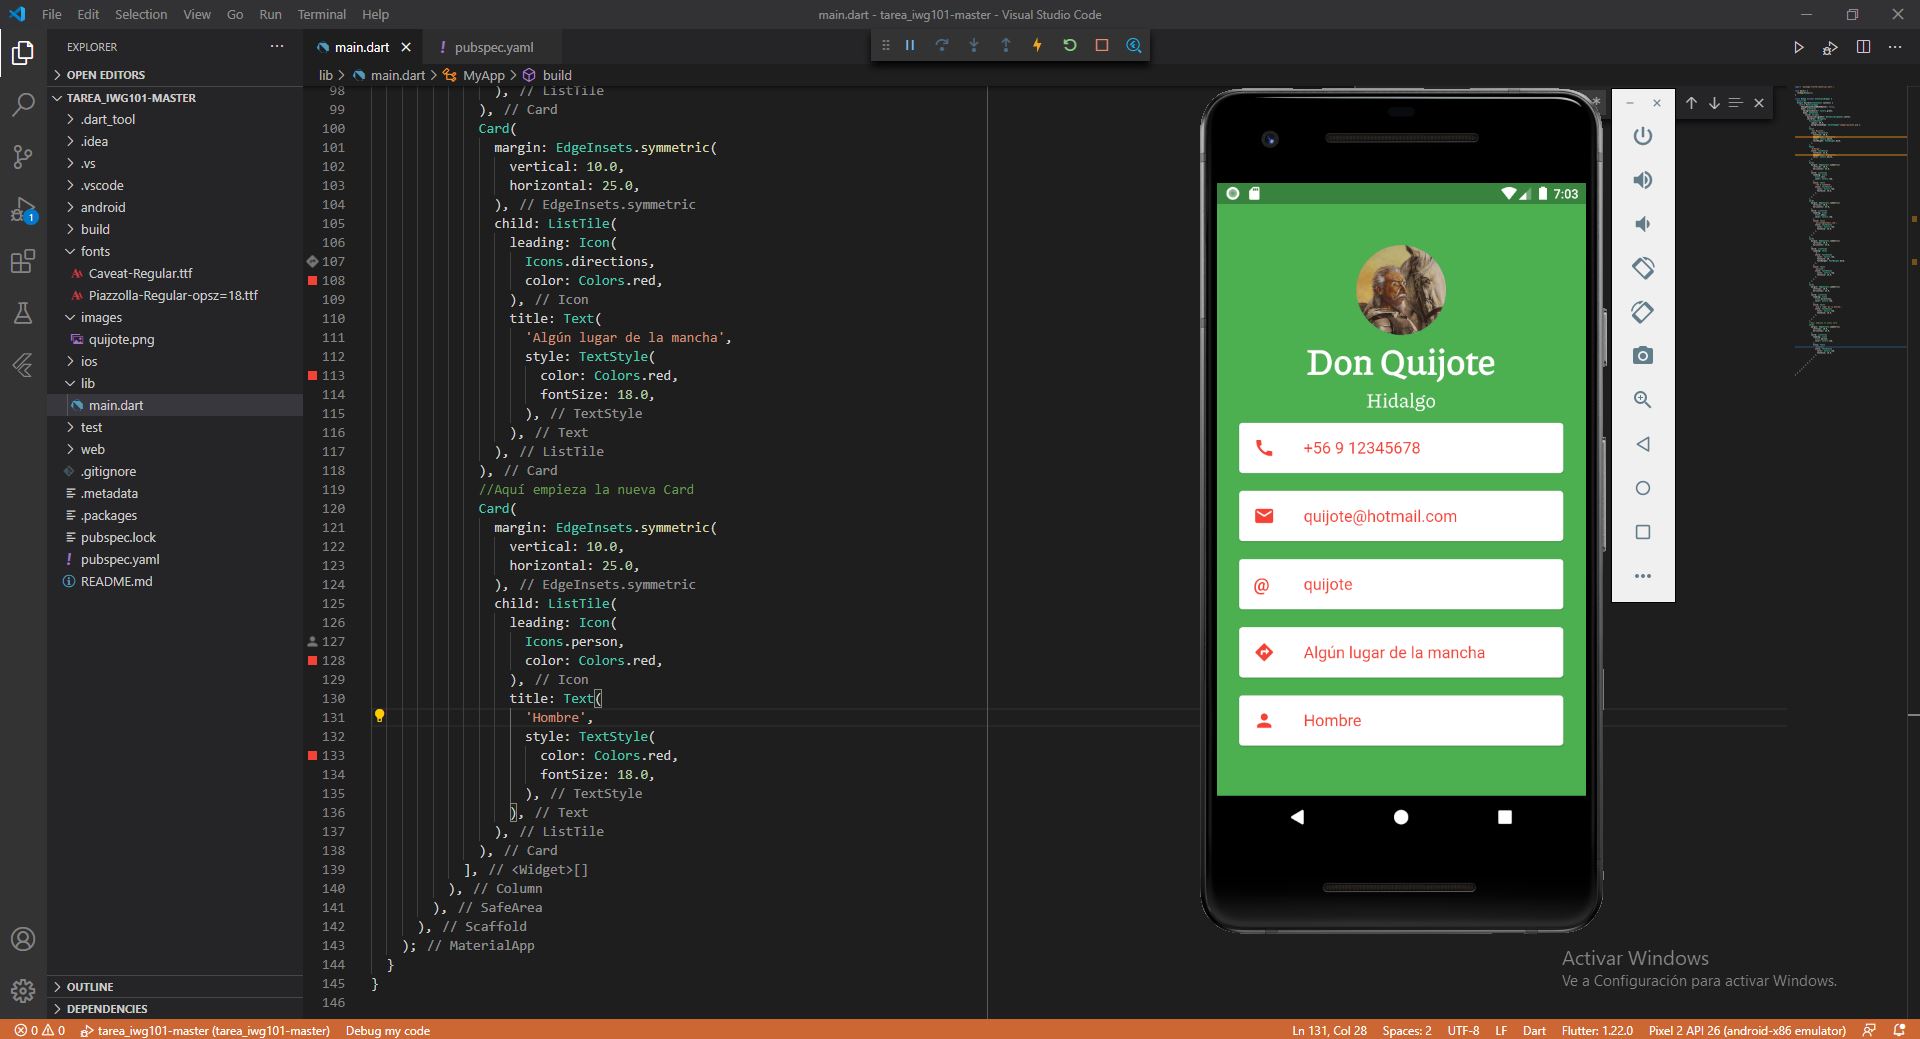 File Edit Selection View Go Run Terminal Help
main.dart - tarea_iwg101-master - Visual Studio Code
EXPLORER
OPEN EDITORS
TAREA_IWG101-MASTER
.dart_tool
.idea
.vs
.vscode
android
build
fonts
Caveat-Regular.ttf
Piazzolla-Regular-opsz=18.ttf
images
quijote.png
ios
lib
main.dart
test
web
.gitignore
.metadata
.packages
pubspec.lock
pubspec.yaml
README.md
OUTLINE
DEPENDENCIES
1
main.dart
! pubspec.yaml
lib > main.dart > MyApp > build
98 ), // ListTile
99 ), // Card
100 Card(
101 margin: EdgeInsets.symmetric(
102 vertical: 10.0,
103 horizontal: 25.0,
104 ), // EdgeInsets.symmetric
105 child: ListTile(
106 leading: Icon(
107 Icons.directions,
108 color: Colors.red,
109 ), // Icon
110 title: Text(
111 'Algún lugar de la mancha',
112 style: TextStyle(
113 color: Colors.red,
114 fontSize: 18.0,
115 ), // TextStyle
116 ), // Text
117 ), // ListTile
118 ), // Card
119 //Aquí empieza la nueva Card
120 Card(
121 margin: EdgeInsets.symmetric(
122 vertical: 10.0,
123 horizontal: 25.0,
124 ), // EdgeInsets.symmetric
125 child: ListTile(
126 leading: Icon(
127 Icons.person,
128 color: Colors.red,
129 ), // Icon
130 title: Text(
131 'Hombre',
132 style: TextStyle(
133 color: Colors.red,
134 fontSize: 18.0,
135 ), // TextStyle
136 ), // Text
137 ), // ListTile
138 ), // Card
139 ], // <Widget>[]
140 ), // Column
141 ), // SafeArea
142 ), // Scaffold
143 ); // MaterialApp
144 }
145 }
146
7:03
Don Quijote
Hidalgo
+56 9 12345678
quijote@hotmail.com
@ quijote
Algún lugar de la mancha
Hombre
Activar Windows
Ve a Configuración para activar Windows.
0 0 tarea_iwg101-master (tarea_iwg101-master) Debug my code
Ln 131, Col 28 Spaces: 2 UTF-8 LF Dart Flutter: 1.22.0 Pixel 2 API 26 (android-x86 emulator)